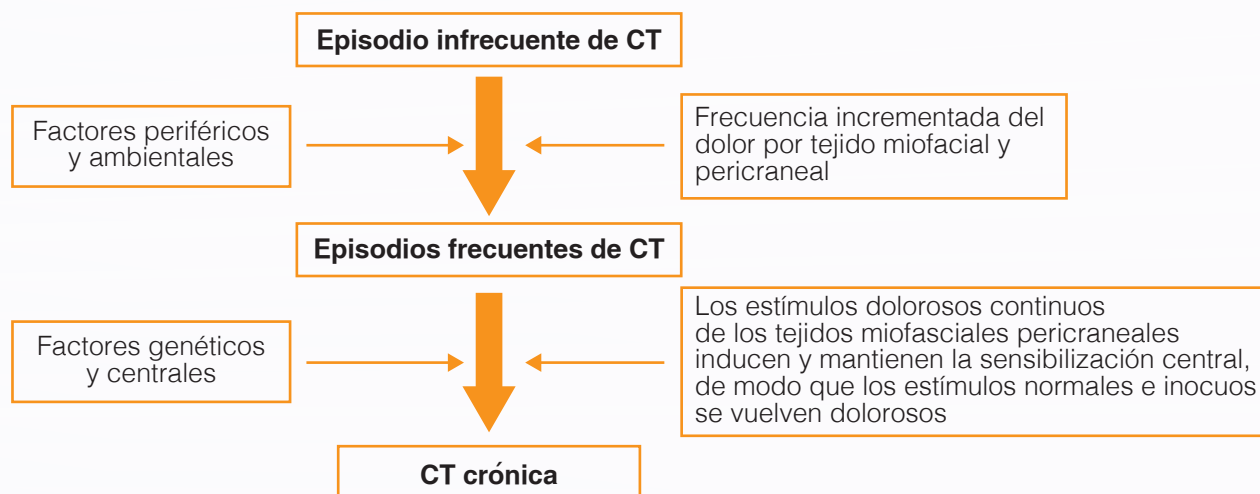 Episodio infrecuente de CT
Factores periféricos
y ambientales
Frecuencia incrementada del
dolor por tejido miofacial y
pericraneal
Episodios frecuentes de CT
Factores genéticos
y centrales
Los estímulos dolorosos continuos
de los tejidos miofasciales pericraneales
inducen y mantienen la sensibilización central,
de modo que los estímulos normales e inocuos
se vuelven dolorosos
CT crónica